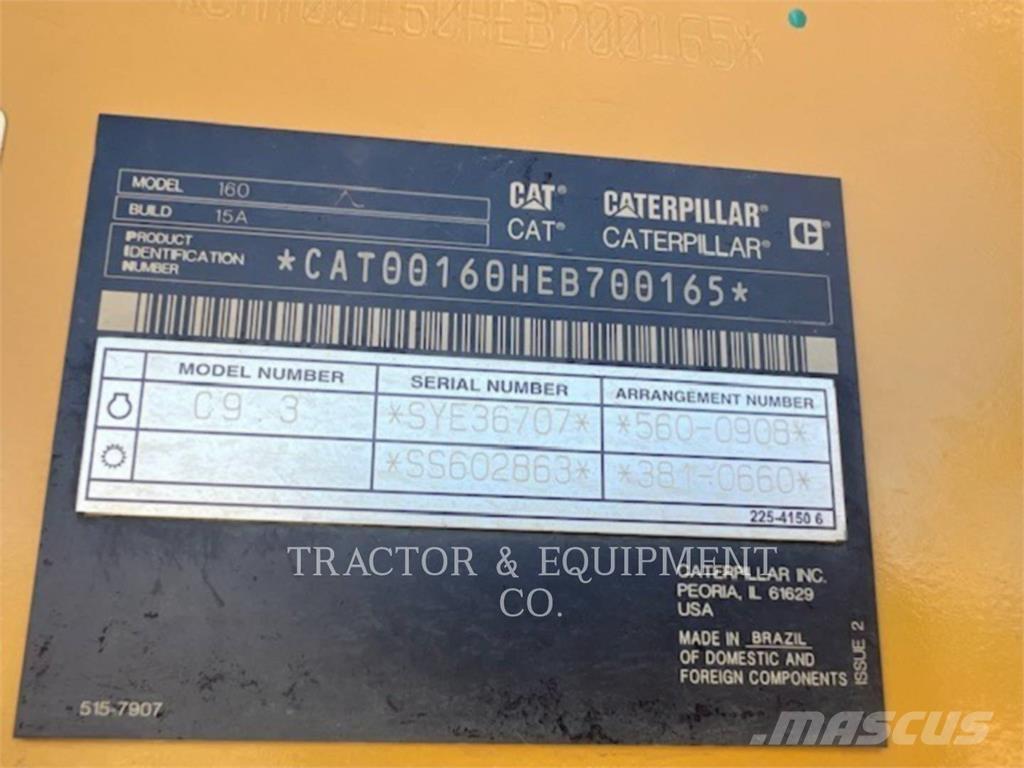 *CAT00160HEB700165*
MODEL 160
BUILD 15A
CAT® CATERPILLAR®
CAT® CATERPILLAR®
PRODUCT
IDENTIFICATION
NUMBER
*CAT00160HEB700165*
MODEL NUMBER SERIAL NUMBER ARRANGEMENT NUMBER
C9.3 *SYE36707* *560-0908*
*SS602863* *381-0660*
225-4150 6
TRACTOR & EQUIPMENT
CO.
CATERPILLAR INC.
PEORIA, IL 61629
USA
MADE IN BRAZIL
OF DOMESTIC AND
FOREIGN COMPONENTS
ISSUE 2
515-7907
MASCUS